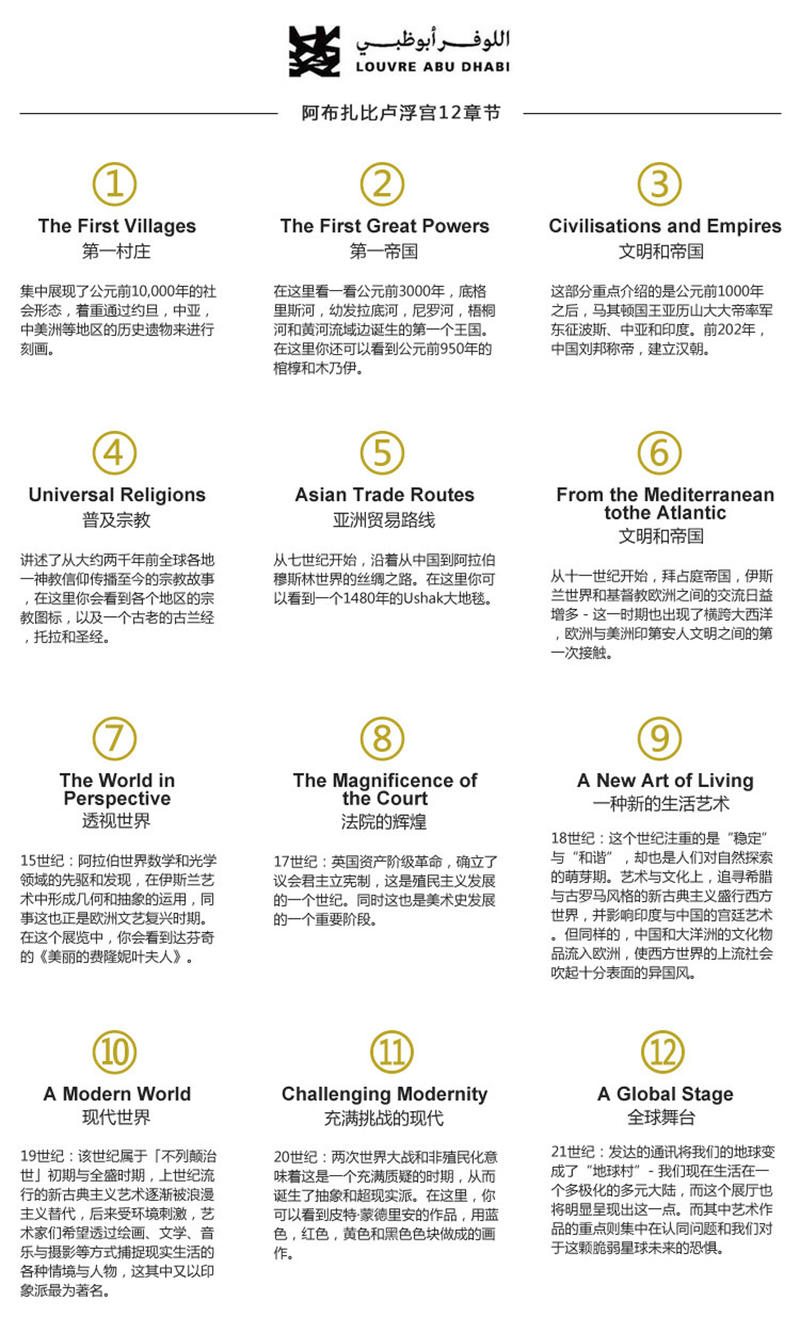 اللوفر أبوظبي
LOUVRE ABU DHABI
阿布扎比卢浮宫12章节
①
The First Villages
第一村庄
集中展现了公元前10,000年的社
会形态，着重通过约旦，中亚，
中美洲等地区的历史遗物来进行
刻画。
②
The First Great Powers
第一帝国
在这里看一看公元前3000年，底格
里斯河，幼发拉底河，尼罗河，梧桐
河和黄河流域边诞生的第一个王国。
在这里你还可以看到公元前950年的
棺椁和木乃伊。
③
Civilisations and Empires
文明和帝国
这部分重点介绍的是公元前1000年
之后，马其顿国王亚历山大大帝率军
东征波斯、中亚和印度。前202年，
中国刘邦称帝，建立汉朝。
④
Universal Religions
普及宗教
讲述了从大约两千年前全球各地
一神教信仰传播至今的宗教故事
，在这里你会看到各个地区的宗
教图标，以及一个古老的古兰经
，托拉和圣经。
⑤
Asian Trade Routes
亚洲贸易路线
从七世纪开始，沿着从中国到阿拉伯
穆斯林世界的丝绸之路。在这里你可
以看到一个1480年的Ushak大地毯。
⑥
From the Mediterranean
tothe Atlantic
文明和帝国
从十一世纪开始，拜占庭帝国，伊斯
兰世界和基督教欧洲之间的交流日益
增多 - 这一时期也出现了横跨大西洋
，欧洲与美洲印第安人文明之间的第
一次接触。
⑦
The World in
Perspective
透视世界
15世纪：阿拉伯世界数学和光学
领域的先驱和发现，在伊斯兰艺
术中形成几何和抽象的运用，同
事这也正是欧洲文艺复兴时期。
在这个展览中，你会看到达芬奇
的《美丽的费隆妮叶夫人》。
⑧
The Magnificence of
the Court
法院的辉煌
17世纪：英国资产阶级革命，确立了
议会君主立宪制，这是殖民主义发展
的一个世纪。同时这也是美术史发展
的一个重要阶段。
⑨
A New Art of Living
一种新的生活艺术
18世纪：这个世纪注重的是“稳定”
与“和谐”，却也是人们对自然探索
的萌芽期。艺术与文化上，追寻希腊
与古罗马风格的新古典主义盛行西方
世界，并影响印度与中国的宫廷艺术
。但同样的，中国和大洋洲的文化物
品流入欧洲，使西方世界的上流社会
吹起十分表面的异国风。
⑩
A Modern World
现代世界
19世纪：该世纪属于「不列颠治
世」初期与全盛时期，上世纪流
行的新古典主义艺术逐渐被浪漫
主义替代，后来受环境刺激，艺
术家们希望透过绘画、文学、音
乐与摄影等方式捕捉现实生活的
各种情境与人物，这其中又以印
象派最为著名。
⑪
Challenging Modernity
充满挑战的现代
20世纪：两次世界大战和非殖民化意
味着这是一个充满质疑的时期，从而
诞生了抽象和超现实派。在这里，你
可以看到皮特·蒙德里安的作品，用蓝
色，红色，黄色和黑色色块做成的画
作。
⑫
A Global Stage
全球舞台
21世纪：发达的通讯将我们的地球变
成了“地球村”- 我们现在生活在一
个多极化的多元大陆，而这个展厅也
将明显呈现出这一点。而其中艺术作
品的重点则集中在认同问题和我们对
于这颗脆弱星球未来的恐惧。